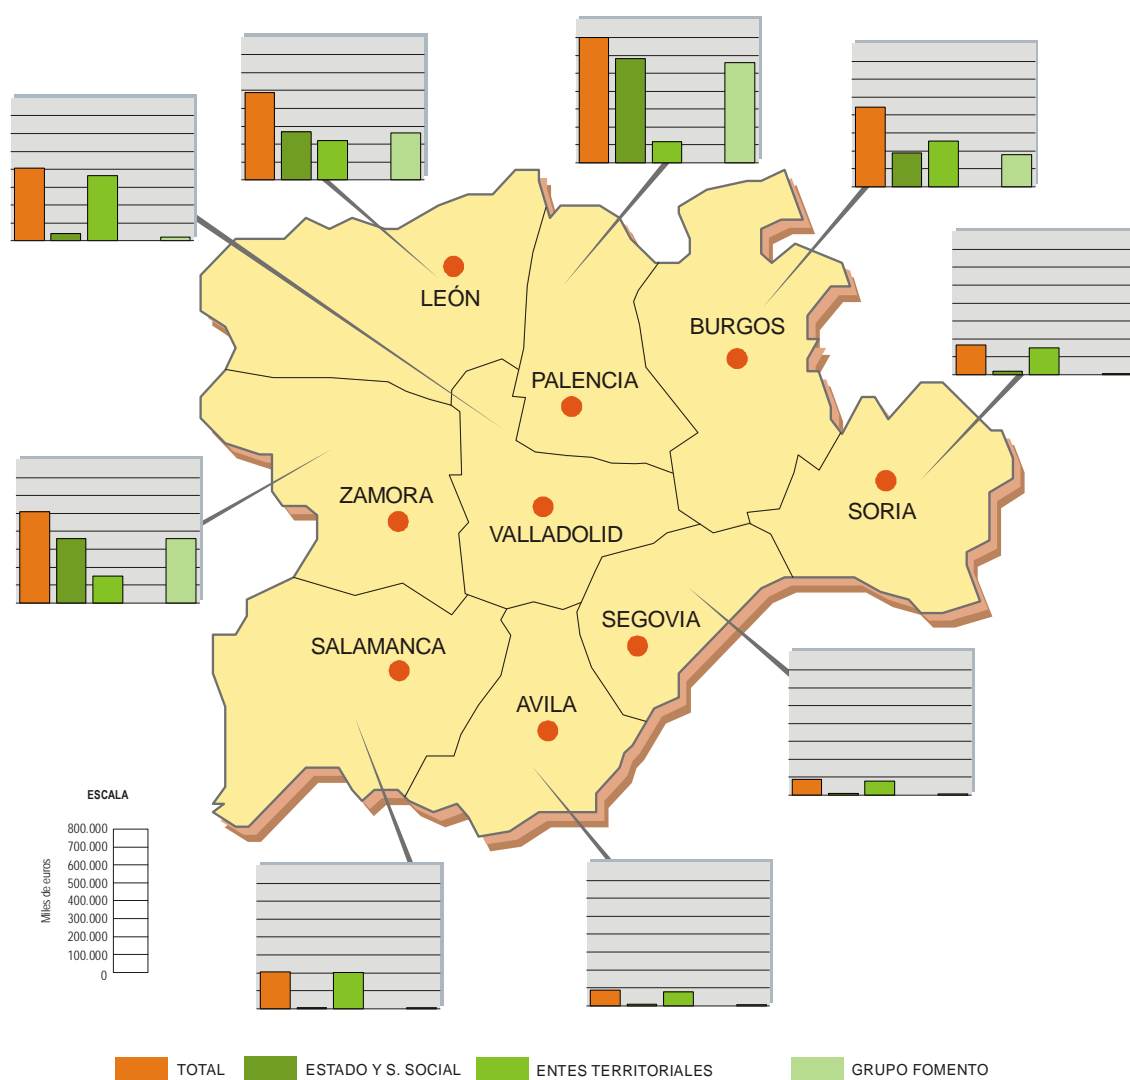 LEÓN
BURGOS
PALENCIA
ZAMORA
SORIA
VALLADOLID
SEGOVIA
SALAMANCA
AVILA
ESCALA
Miles de euros
800.000
700.000
600.000
500.000
400.000
300.000
200.000
100.000
0
TOTAL
ESTADO Y S. SOCIAL
ENTES TERRITORIALES
GRUPO FOMENTO